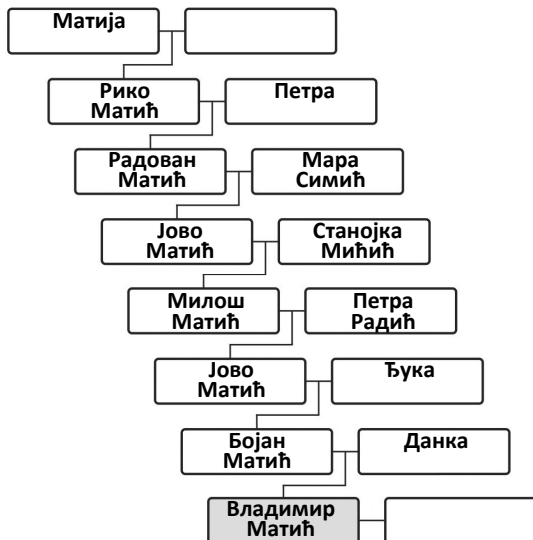 Матија
Рико
Матић
Петра
Радован
Матић
Мара
Симић
Јово
Матић
Станојка
Мићић
Милош
Матић
Петра
Радић
Јово
Матић
Ђука
Бојан
Матић
Данка
Владимир
Матић